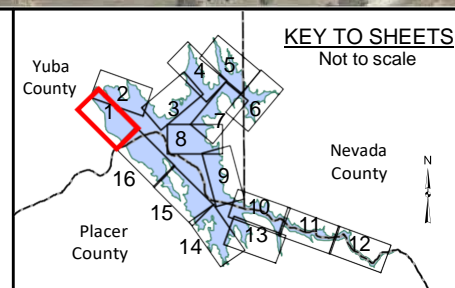 KEY TO SHEETS
Not to scale
Yuba
County
5
4
2
3
6
1
7
8
Nevada
County
N
16
9
15
10
Placer
County
13
11
14
12